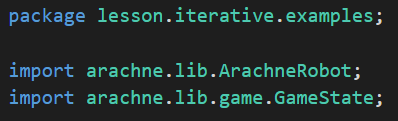 package lesson.iterative.examples;
import arachne.lib.ArachneRobot;
import arachne.lib.game.GameState;